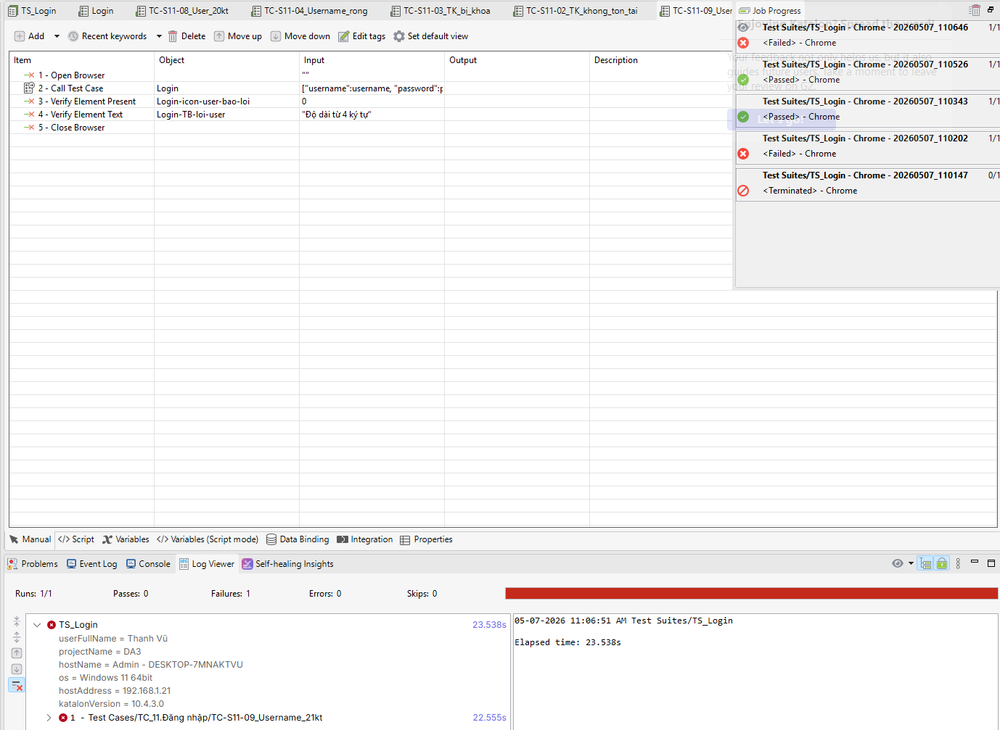 TS_Login Login TC-S11-08_User_20kt TC-S11-04_Username_rong TC-S11-03_TK_bi_khoa TC-S11-02_TK_khong_ton_tai TC-S11-09_User Job Progress
Add Recent keywords Delete Move up Move down Edit tags Set default view
Item Object Input Output Description
1 - Open Browser ""
2 - Call Test Case Login ["username":username, "password":p
3 - Verify Element Present Login-icon-user-bao-loi 0
4 - Verify Element Text Login-TB-loi-user "Độ dài từ 4 ký tự"
5 - Close Browser
Enjoying Katalon? Spread the word!
Your feedback not only helps us, but it also
guides future users. Take a moment to leave
your review on G2.
Let's go!
Test Suites/TS_Login - Chrome - 20260507_110646 1/1
<Failed> - Chrome
Test Suites/TS_Login - Chrome - 20260507_110526 1/1
<Passed> - Chrome
Test Suites/TS_Login - Chrome - 20260507_110343 1/1
<Passed> - Chrome
Test Suites/TS_Login - Chrome - 20260507_110202 1/1
<Failed> - Chrome
Test Suites/TS_Login - Chrome - 20260507_110147 0/1
<Terminated> - Chrome
Manual Script Variables Variables (Script mode) Data Binding Integration Properties
Problems Event Log Console Log Viewer Self-healing Insights
Runs: 1/1 Passes: 0 Failures: 1 Errors: 0 Skips: 0
TS_Login 23.538s
userFullName = Thanh Vũ
projectName = DA3
hostName = Admin - DESKTOP-7MNAKTVU
os = Windows 11 64bit
hostAddress = 192.168.1.21
katalonVersion = 10.4.3.0
1 - Test Cases/TC_11.Đăng nhập/TC-S11-09_Username_21kt 22.555s
05-07-2026 11:06:51 AM Test Suites/TS_Login
Elapsed time: 23.538s